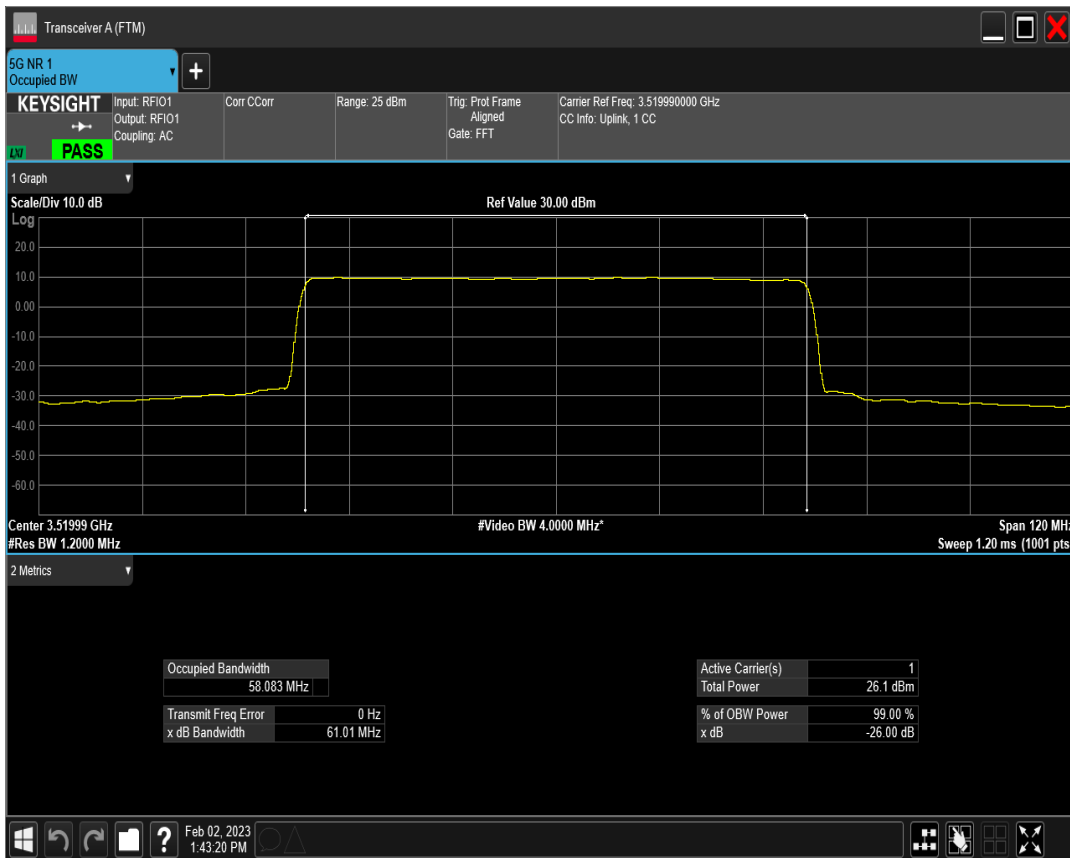 Transceiver A (FTM)
5G NR 1
Occupied BW
+
KEYSIGHT
LXI
PASS
Input: RFIO1
Output: RFIO1
Coupling: AC
Corr CCorr
Range: 25 dBm
Trig: Prot Frame
Aligned
Gate: FFT
Carrier Ref Freq: 3.519990000 GHz
CC Info: Uplink, 1 CC
1 Graph
Scale/Div 10.0 dB
Ref Value 30.00 dBm
Log
20.0
10.0
0.00
-10.0
-20.0
-30.0
-40.0
-50.0
-60.0
Center 3.51999 GHz
#Video BW 4.0000 MHz*
Span 120 MHz
#Res BW 1.2000 MHz
Sweep 1.20 ms (1001 pts
2 Metrics
Occupied Bandwidth
58.083 MHz
Transmit Freq Error 0 Hz
x dB Bandwidth 61.01 MHz
Active Carrier(s) 1
Total Power 26.1 dBm
% of OBW Power 99.00 %
x dB -26.00 dB
?
Feb 02, 2023
1:43:20 PM